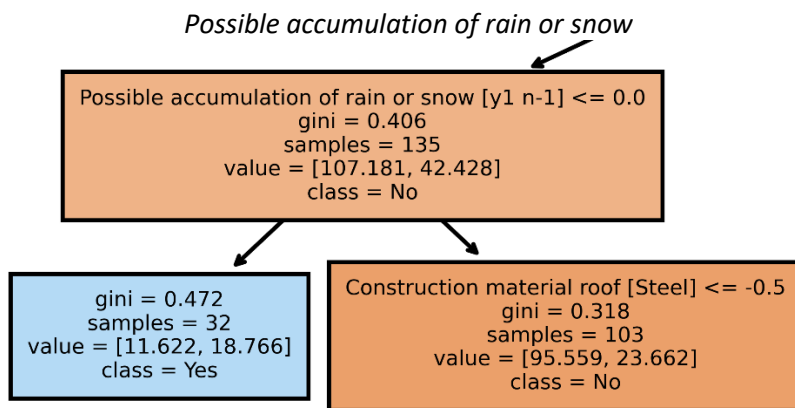 Possible accumulation of rain or snow
Possible accumulation of rain or snow [y1 n-1] <= 0.0
gini = 0.406
samples = 135
value = [107.181, 42.428]
class = No
gini = 0.472
samples = 32
value = [11.622, 18.766]
class = Yes
Construction material roof [Steel] <= -0.5
gini = 0.318
samples = 103
value = [95.559, 23.662]
class = No